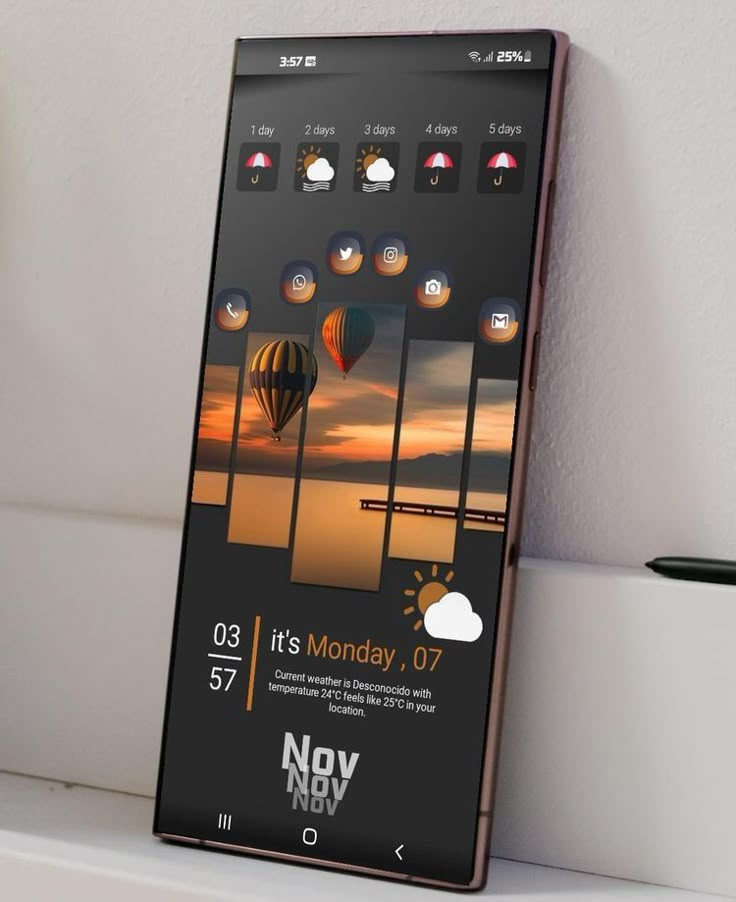 3:57
25%
1 day 2 days 3 days 4 days 5 days
03
57
it's Monday , 07
Current weather is Desconocido with
temperature 24°C feels like 25°C in your
location.
Nov
Nov
Nov